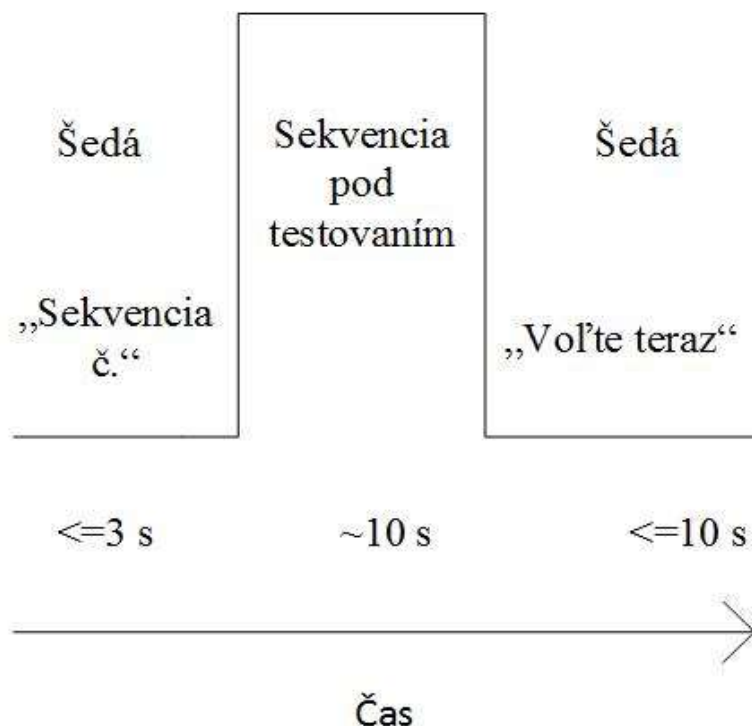 Šedá
„Sekvencia
č.“
Sekvencia
pod
testovaním
Šedá
„Voľte teraz“
<=3 s
~10 s
<=10 s
Čas